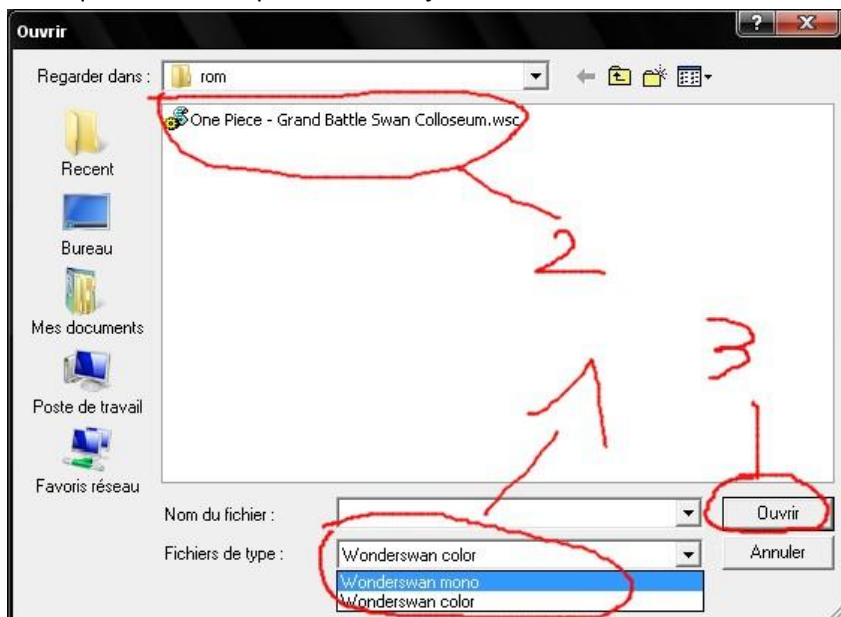 Ouvrir
Regarder dans :
rom
One Piece - Grand Battle Swan Colloseum.wsc
Recent
Bureau
Mes documents
Poste de travail
Favoris réseau
2
1
3
Nom du fichier :
Ouvrir
Fichiers de type :
Wonderswan color
Annuler
Wonderswan mono
Wonderswan color